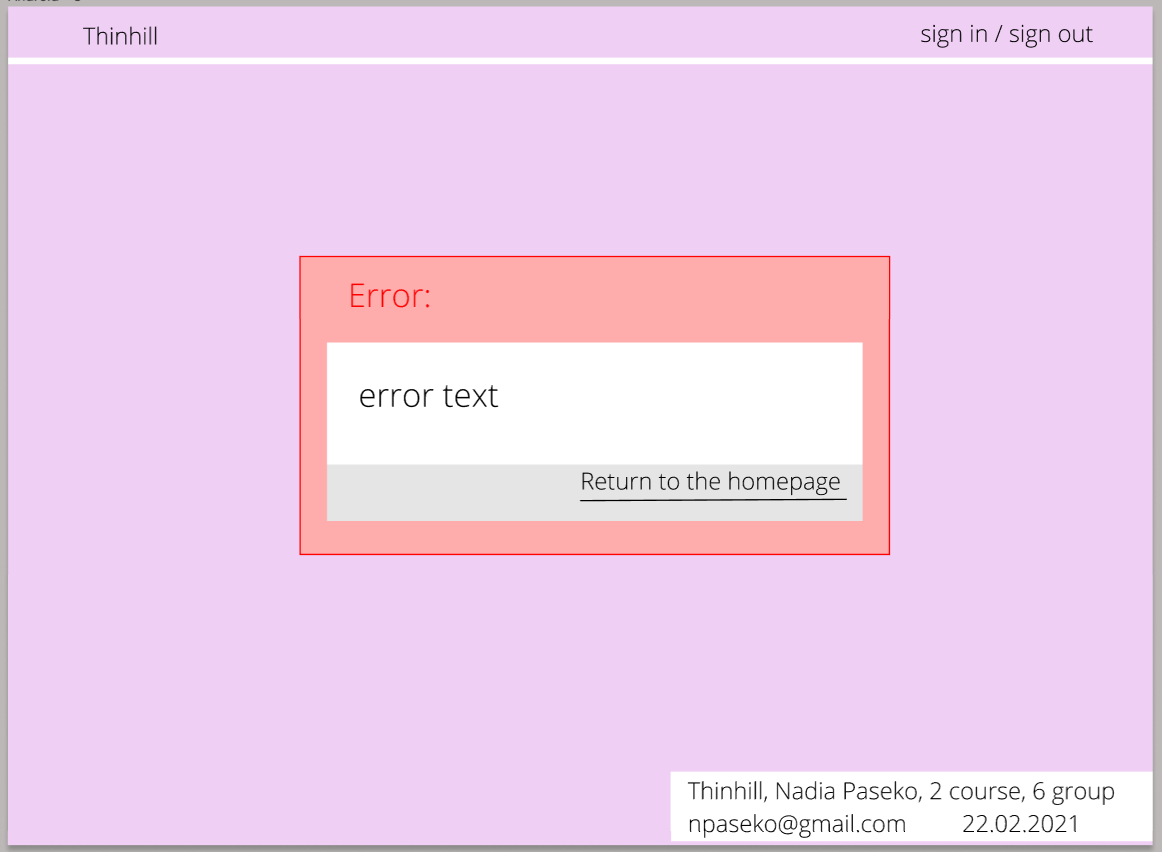 Thinhill
sign in / sign out
Error:
error text
Return to the homepage
Thinhill, Nadia Paseko, 2 course, 6 group
npaseko@gmail.com 22.02.2021